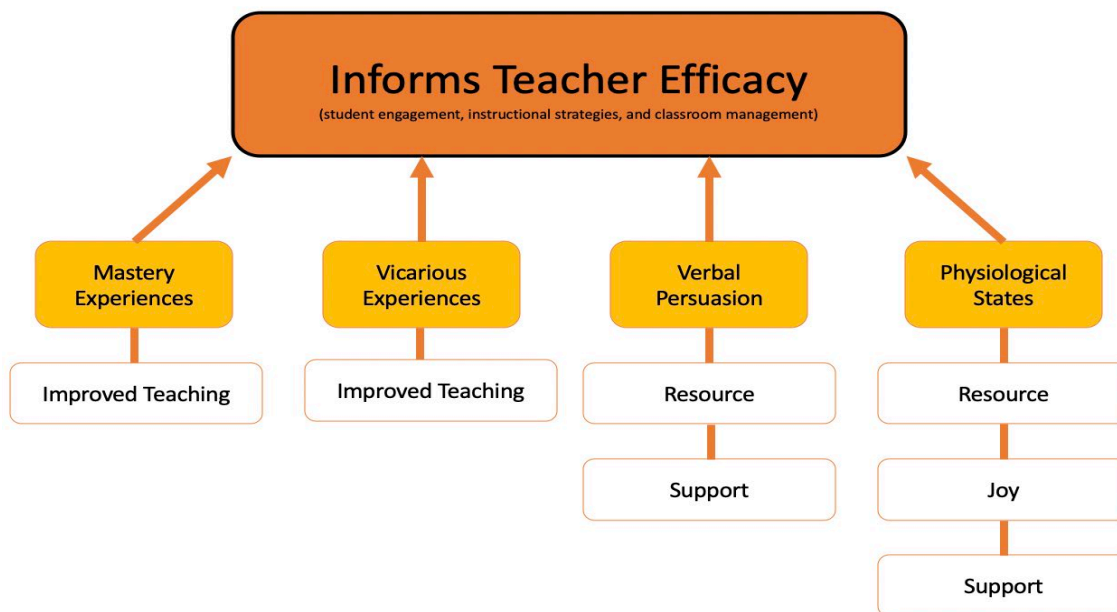 Informs Teacher Efficacy
(student engagement, instructional strategies, and classroom management)
Mastery
Experiences
Improved Teaching
Vicarious
Experiences
Improved Teaching
Verbal
Persuasion
Resource
Support
Physiological
States
Resource
Joy
Support